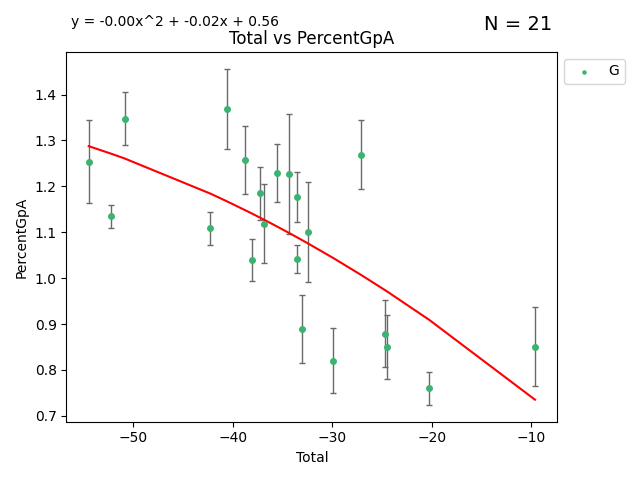 y = -0.00x^2 + -0.02x + 0.56
N = 21
Total vs PercentGpA
G
PercentGpA
1.4
1.3
1.2
1.1
1.0
0.9
0.8
0.7
−50
−40
−30
−20
−10
Total